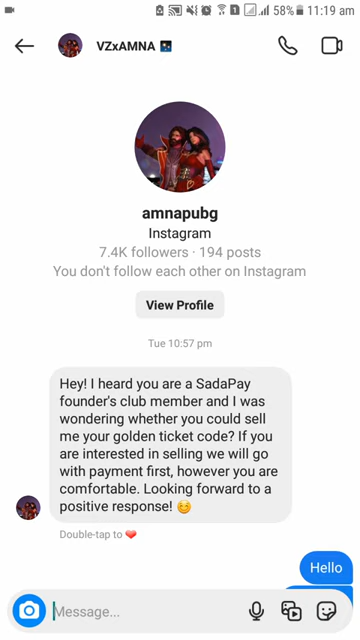 58% 11:19 am
VZxAMNA
amnapubg
Instagram
7.4K followers · 194 posts
You don't follow each other on Instagram
View Profile
Tue 10:57 pm
Hey! I heard you are a SadaPay
founder's club member and I was
wondering whether you could sell
me your golden ticket code? If you
are interested in selling we will go
with payment first, however you are
comfortable. Looking forward to a
positive response! 😊
Double-tap to ❤️
Hello
Message...